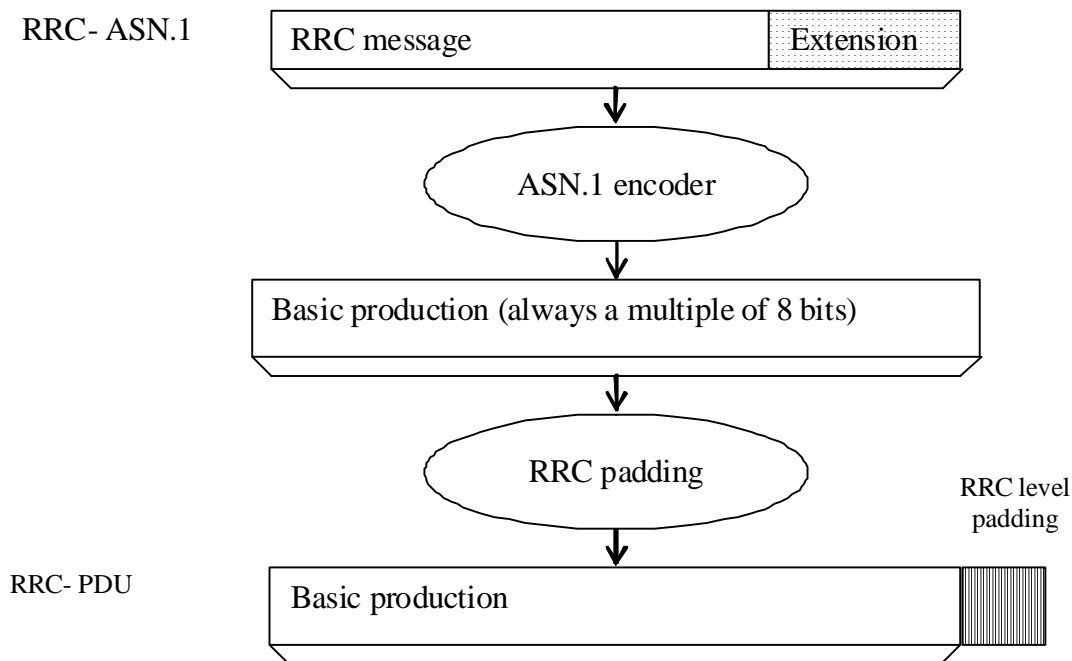 RRC- ASN.1
RRC message
Extension
ASN.1 encoder
Basic production (always a multiple of 8 bits)
RRC padding
RRC level
padding
RRC- PDU
Basic production